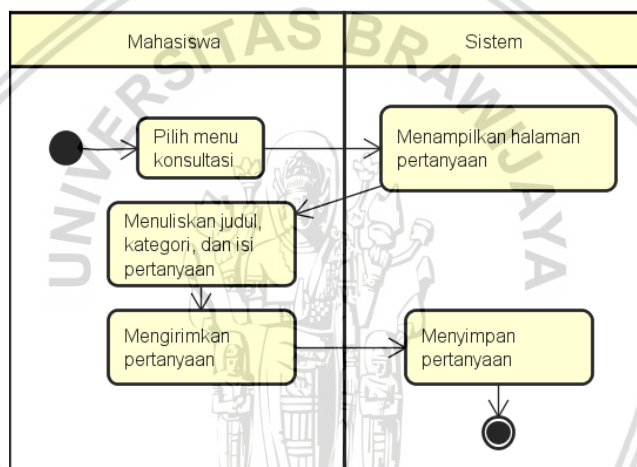 Mahasiswa
Sistem
Pilih menu
konsultasi
Menampilkan halaman
pertanyaan
Menuliskan judul,
kategori, dan isi
pertanyaan
Mengirimkan
pertanyaan
Menyimpan
pertanyaan
UNIVERSITAS BRAWIJAYA